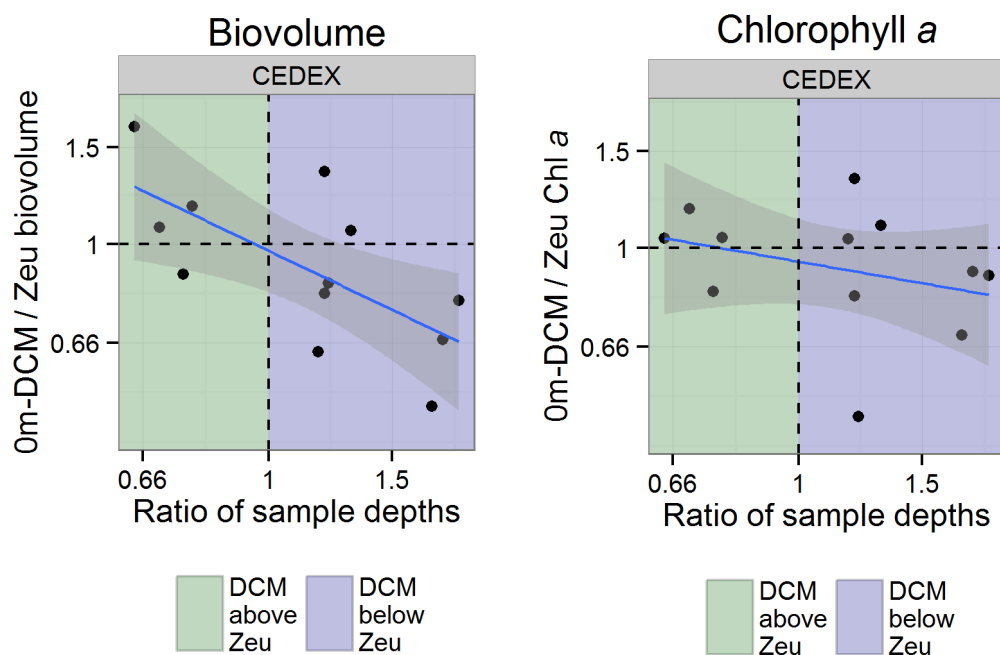 Biovolume
CEDEX
0m-DCM / Zeu biovolume
1.5
1
0.66
0.66
1
1.5
Ratio of sample depths
DCM
above
Zeu
DCM
below
Zeu
Chlorophyll a
CEDEX
0m-DCM / Zeu Chl a
1.5
1
0.66
0.66
1
1.5
Ratio of sample depths
DCM
above
Zeu
DCM
below
Zeu